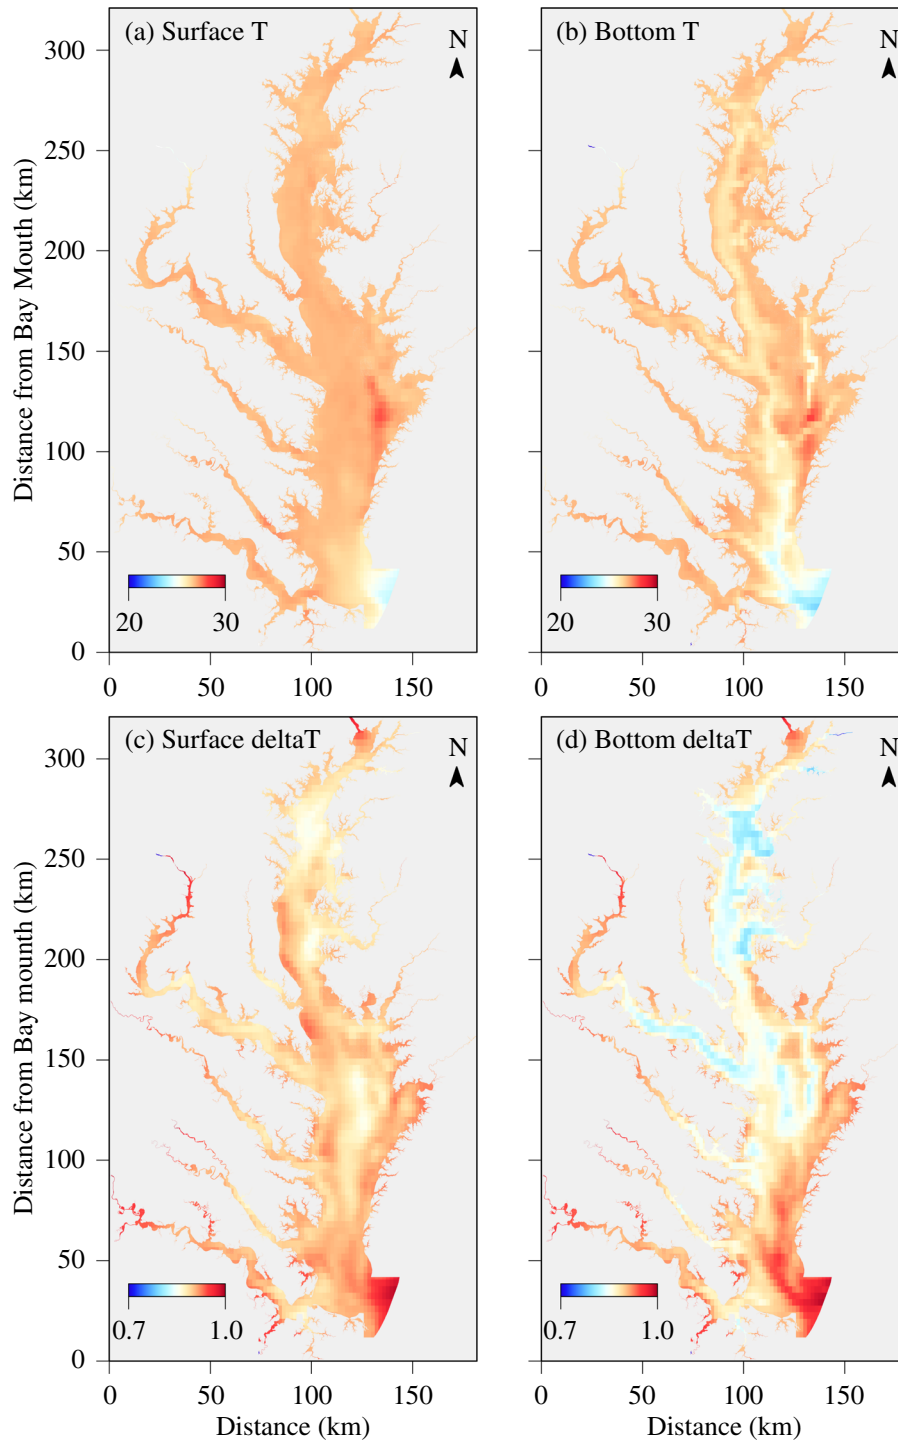 (a) Surface T
N
(b) Bottom T
N
Distance from Bay Mouth (km)
300
250
200
150
100
50
0
20 30
20 30
0 50 100 150
0 50 100 150
(c) Surface deltaT
N
(d) Bottom deltaT
N
Distance from Bay mounth (km)
300
250
200
150
100
50
0
0.7 1.0
0.7 1.0
0 50 100 150
0 50 100 150
Distance (km)
Distance (km)